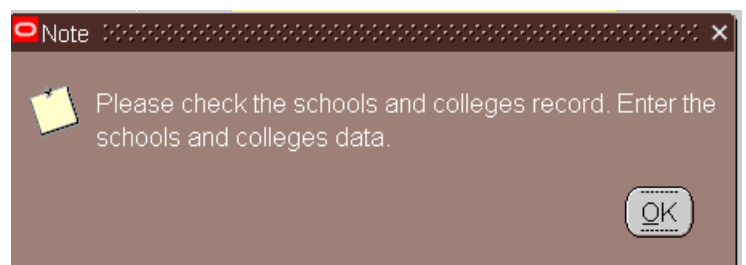 Note
Please check the schools and colleges record. Enter the
schools and colleges data.
OK